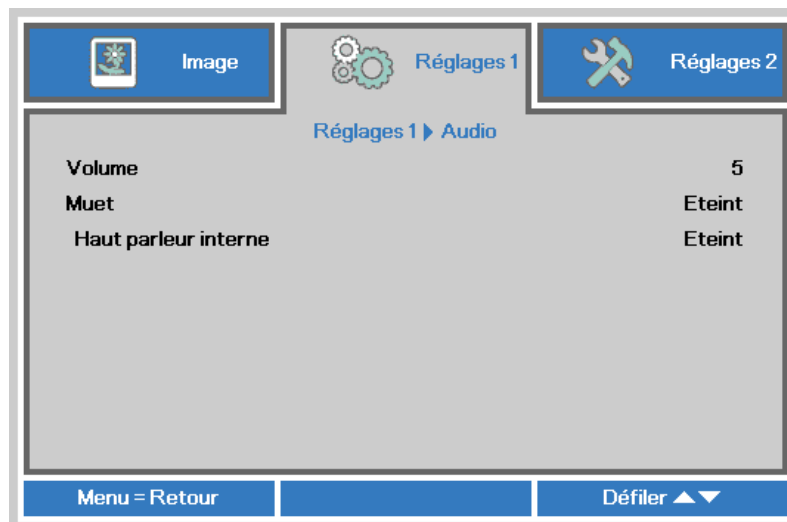 Image
Réglages 1
Réglages 2
Réglages 1 ▶ Audio
Volume 5
Muet Eteint
Haut parleur interne Eteint
Menu = Retour Défiler ▲▼